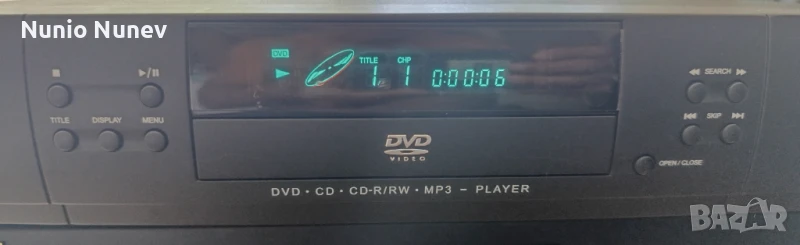 Nunio Nunev
DVD
TITLE CHP
1 1 0:00:06
SEARCH
TITLE DISPLAY MENU
SKIP
DVD
VIDEO
OPEN/CLOSE
DVD • CD • CD-R/RW • MP3 – PLAYER
BAZAR